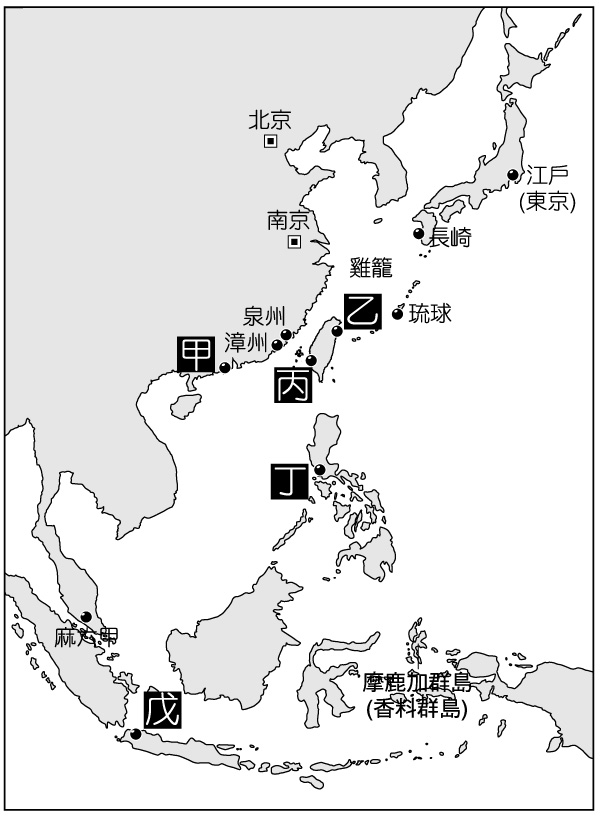 北京
江戶
(東京)
南京
長崎
雞籠
泉州
乙
琉球
漳州
甲
丙
丁
麻六甲
摩鹿加群島
(香料群島)
戊